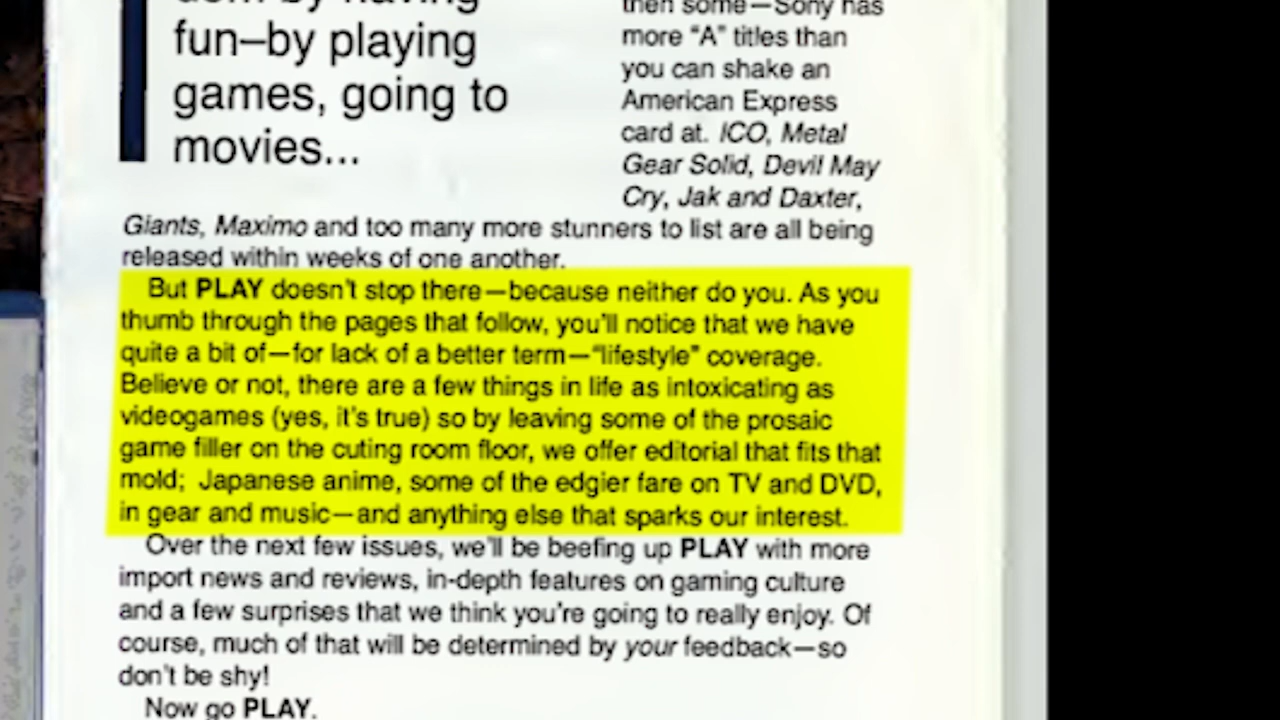 dom by having
fun–by playing
games, going to
movies...
then some—Sony has
more “A” titles than
you can shake an
American Express
card at. ICO, Metal
Gear Solid, Devil May
Cry, Jak and Daxter,
Giants, Maximo and too many more stunners to list are all being
released within weeks of one another.
But PLAY doesn't stop there—because neither do you. As you
thumb through the pages that follow, you'll notice that we have
quite a bit of—for lack of a better term—“lifestyle” coverage.
Believe or not, there are a few things in life as intoxicating as
videogames (yes, it's true) so by leaving some of the prosaic
game filler on the cuting room floor, we offer editorial that fits that
mold;  Japanese anime, some of the edgier fare on TV and DVD,
in gear and music—and anything else that sparks our interest.
Over the next few issues, we'll be beefing up PLAY with more
import news and reviews, in-depth features on gaming culture
and a few surprises that we think you're going to really enjoy. Of
course, much of that will be determined by your feedback—so
don't be shy!
Now go PLAY.